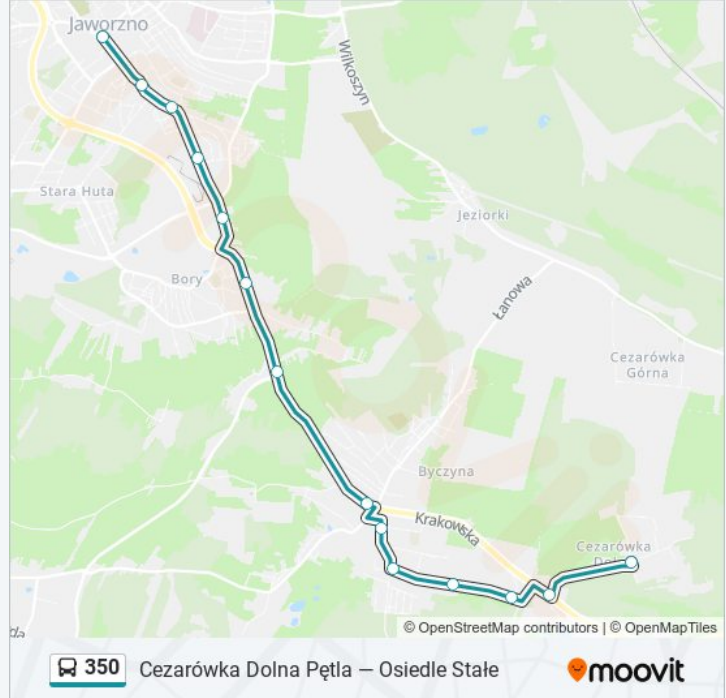 Jaworzno
Wilkoszyn
Stara Huta
Jeziorki
Bory
Łanowa
Cezarówka
Górna
Byczyna
Krakowska
Cezarówka
© OpenStreetMap contributors | © OpenMapTiles
350 Cezarówka Dolna Pętla — Osiedle Stałe
moovit